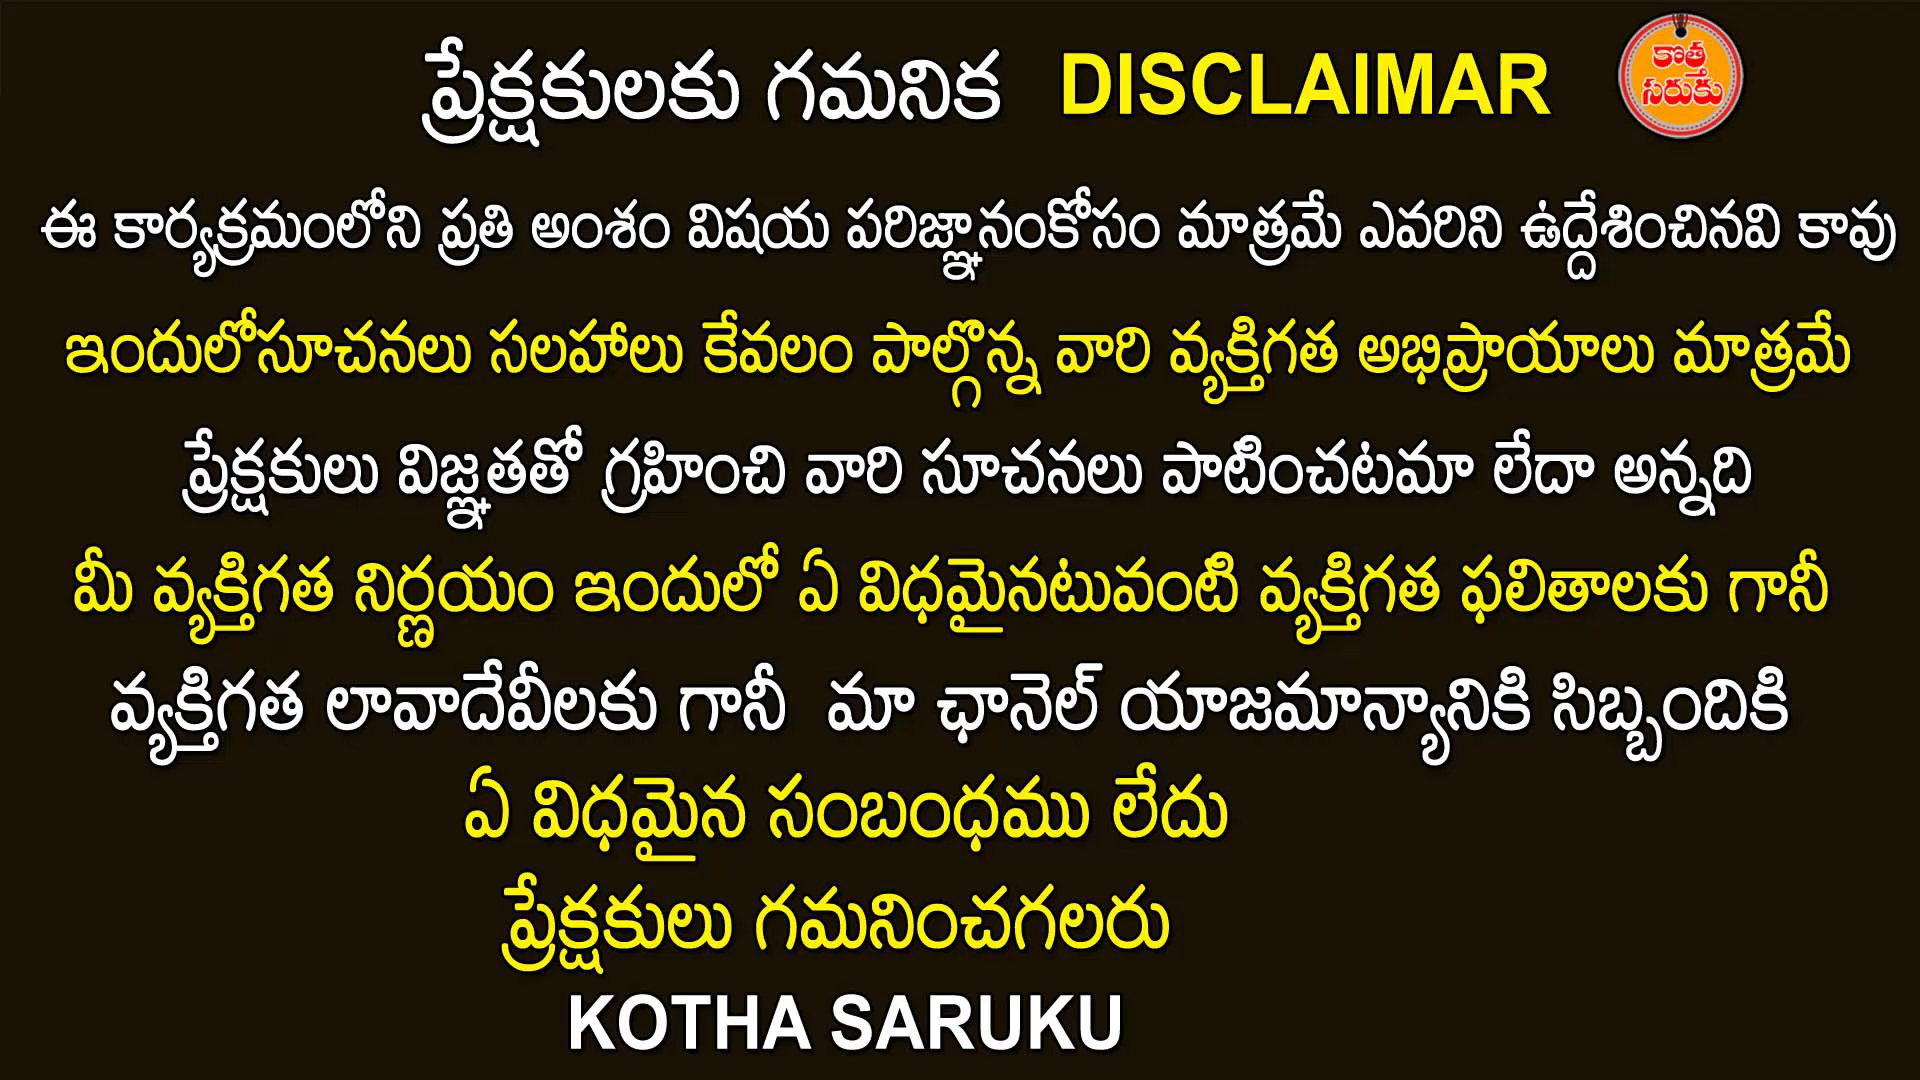 ప్రేక్షకులకు గమనిక DISCLAIMAR
కొత్త
సరుకు
ఈ కార్యక్రమంలోని ప్రతి అంశం విషయ పరిజ్ఞానంకోసం మాత్రమే ఎవరిని ఉద్దేశించినవి కావు
ఇందులోసూచనలు సలహాలు కేవలం పాల్గొన్న వారి వ్యక్తిగత అభిప్రాయాలు మాత్రమే
ప్రేక్షకులు విజ్ఞతతో గ్రహించి వారి సూచనలు పాటించటమా లేదా అన్నది
మీ వ్యక్తిగత నిర్ణయం ఇందులో ఏ విధమైనటువంటి వ్యక్తిగత ఫలితాలకు గానీ
వ్యక్తిగత లావాదేవీలకు గానీ మా ఛానెల్ యాజమాన్యానికి సిబ్బందికి
ఏ విధమైన సంబంధము లేదు
ప్రేక్షకులు గమనించగలరు
KOTHA SARUKU